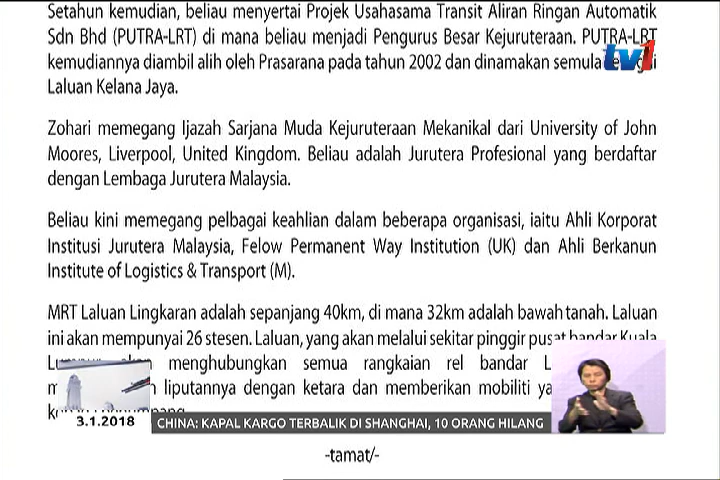 Setahun kemudian, beliau menyertai Projek Usahasama Transit Aliran Ringan Automatik
Sdn Bhd (PUTRA-LRT) di mana beliau menjadi Pengurus Besar Kejuruteraan. PUTRA-LRT
kemudiannya diambil alih oleh Prasarana pada tahun 2002 dan dinamakan semula
tv1
Laluan Kelana Jaya.
Zohari memegang Ijazah Sarjana Muda Kejuruteraan Mekanikal dari University of John
Moores, Liverpool, United Kingdom. Beliau adalah Jurutera Profesional yang berdaftar
dengan Lembaga Jurutera Malaysia.
Beliau kini memegang pelbagai keahlian dalam beberapa organisasi, iaitu Ahli Korporat
Institusi Jurutera Malaysia, Felow Permanent Way Institution (UK) dan Ahli Berkanun
Institute of Logistics & Transport (M).
MRT Laluan Lingkaran adalah sepanjang 40km, di mana 32km adalah bawah tanah. Laluan
ini akan mempunyai 26 stesen. Laluan, yang akan melalui sekitar pinggir pusat bandar Kuala
menghubungkan semua rangkaian rel bandar
liputannya dengan ketara dan memberikan mobiliti
3.1.2018
CHINA: KAPAL KARGO TERBALIK DI SHANGHAI, 10 ORANG HILANG
-tamat/-